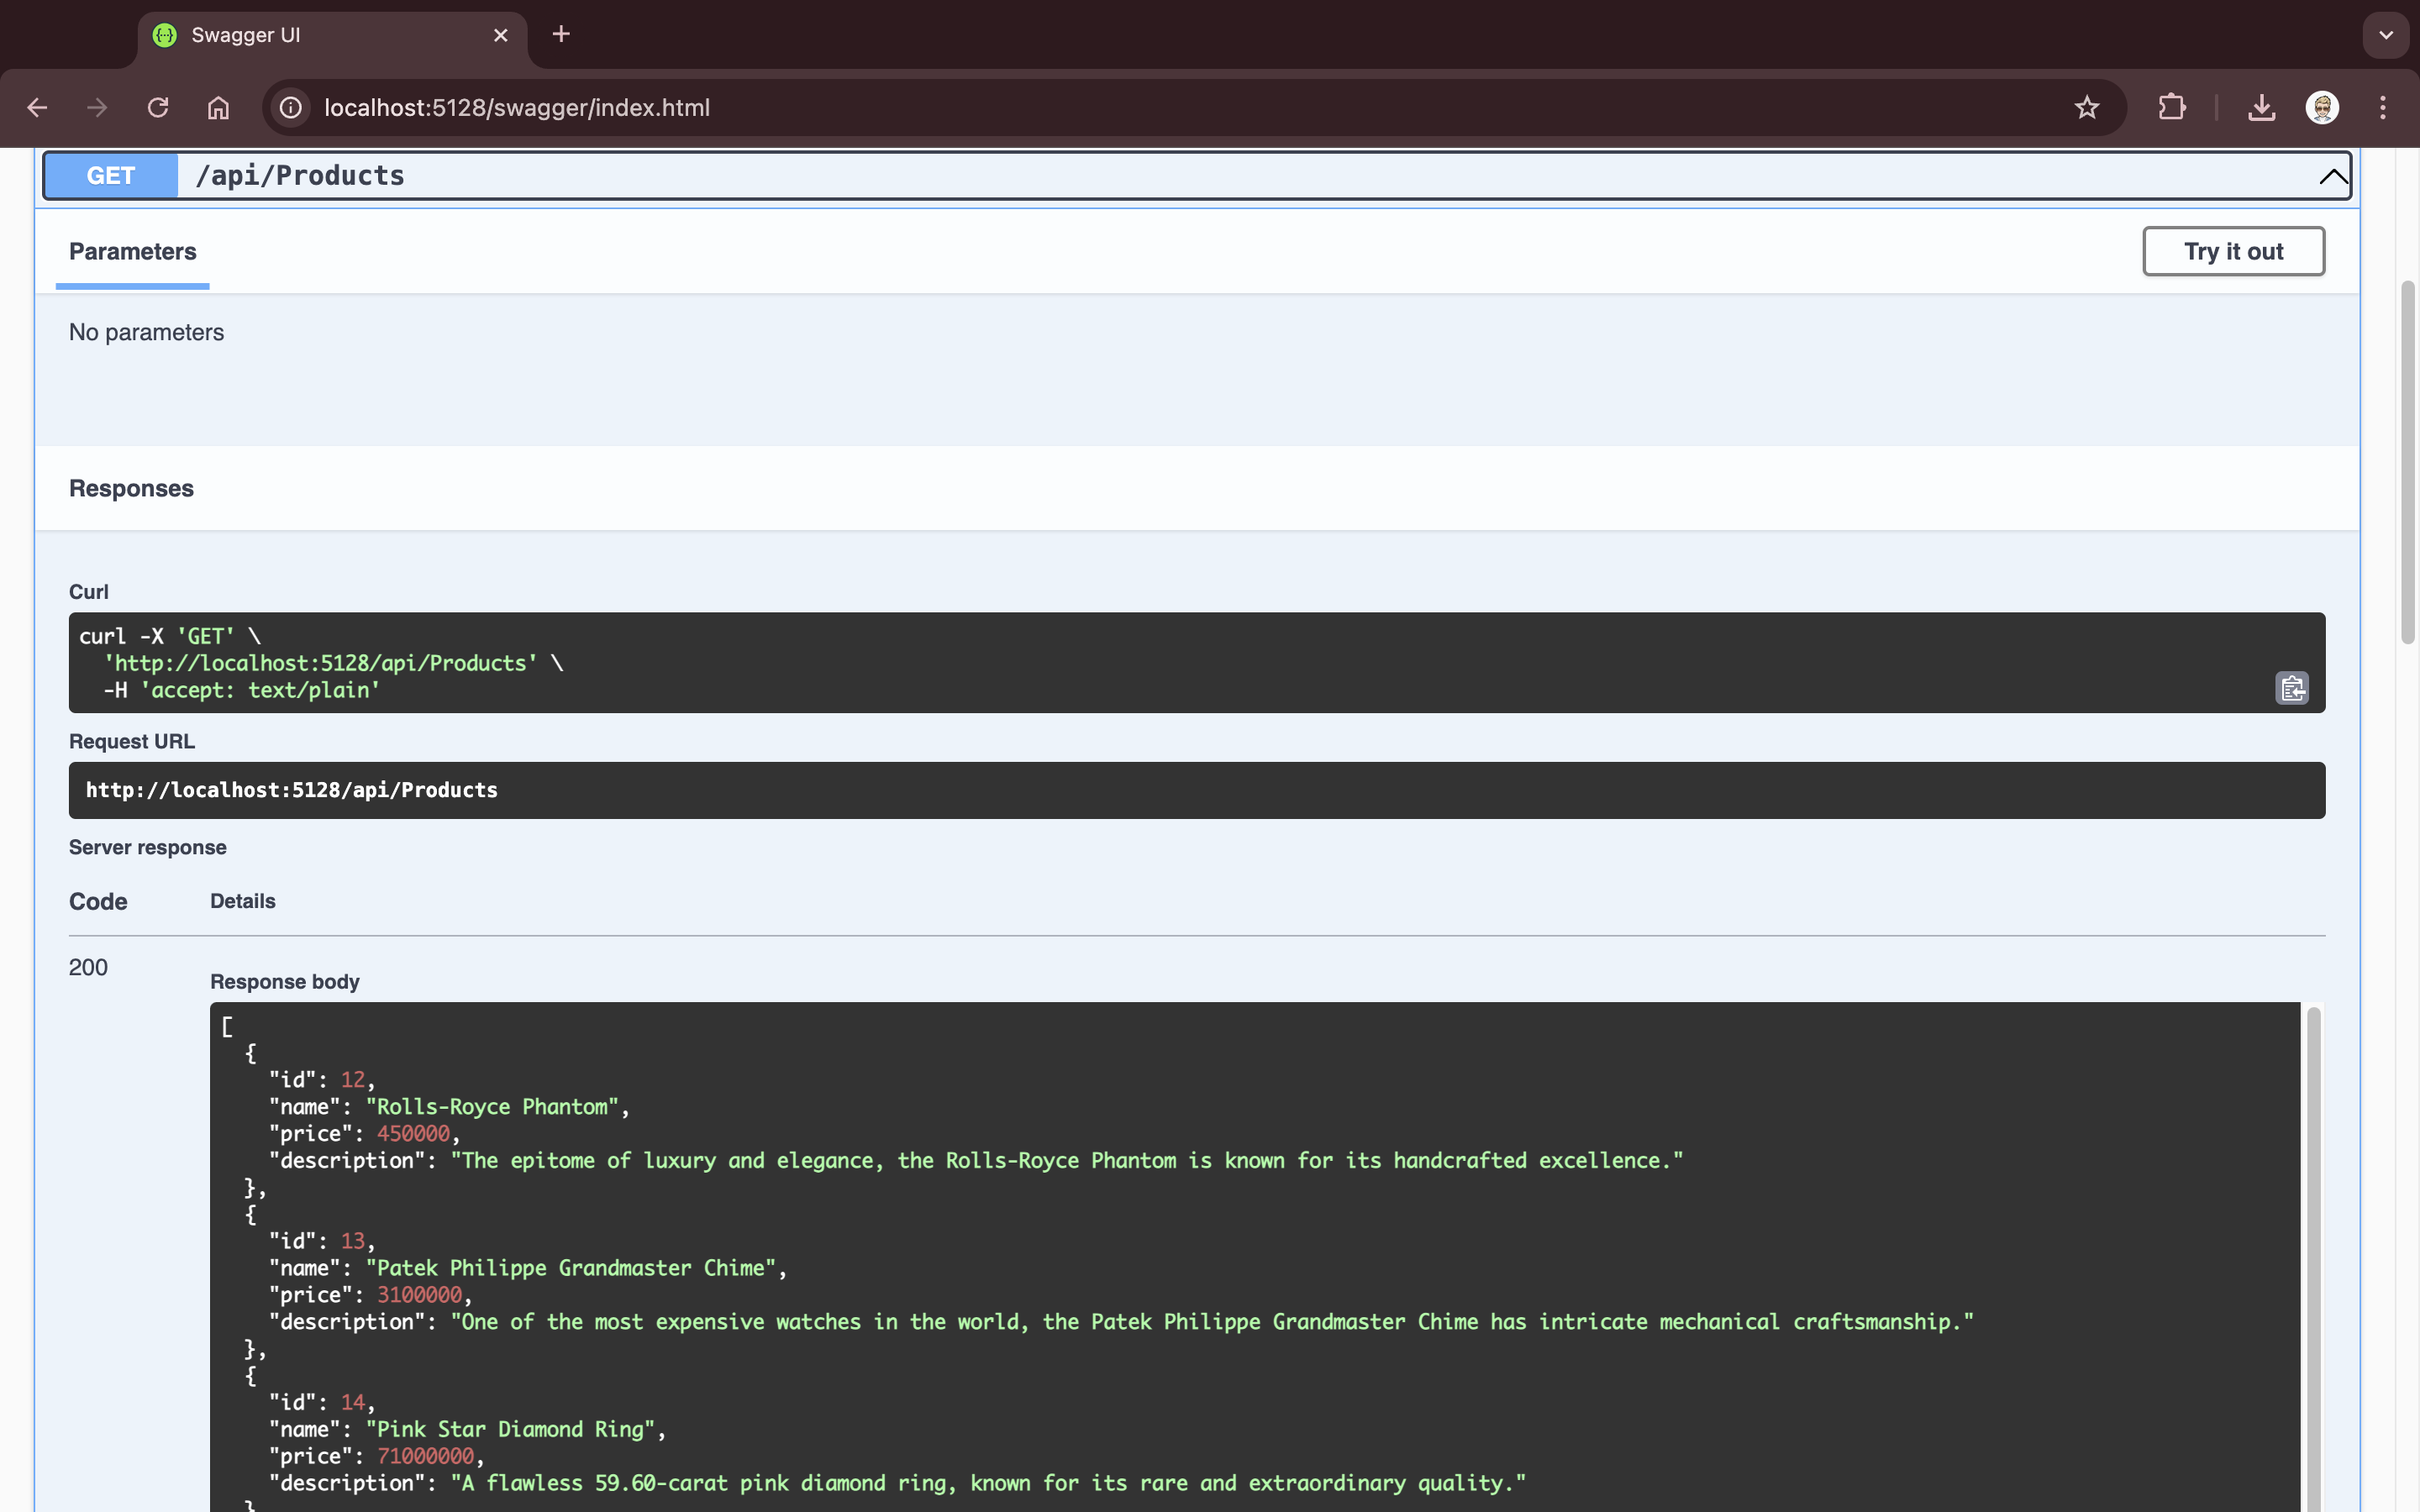 Swagger UI
localhost:5128/swagger/index.html
GET /api/Products
Parameters
Try it out
No parameters
Responses
Curl
curl -X 'GET' \
  'http://localhost:5128/api/Products' \
  -H 'accept: text/plain'
Request URL
http://localhost:5128/api/Products
Server response
Code Details
200
Response body
[
  {
    "id": 12,
    "name": "Rolls-Royce Phantom",
    "price": 450000,
    "description": "The epitome of luxury and elegance, the Rolls-Royce Phantom is known for its handcrafted excellence."
  },
  {
    "id": 13,
    "name": "Patek Philippe Grandmaster Chime",
    "price": 3100000,
    "description": "One of the most expensive watches in the world, the Patek Philippe Grandmaster Chime has intricate mechanical craftsmanship."
  },
  {
    "id": 14,
    "name": "Pink Star Diamond Ring",
    "price": 71000000,
    "description": "A flawless 59.60-carat pink diamond ring, known for its rare and extraordinary quality."
  }